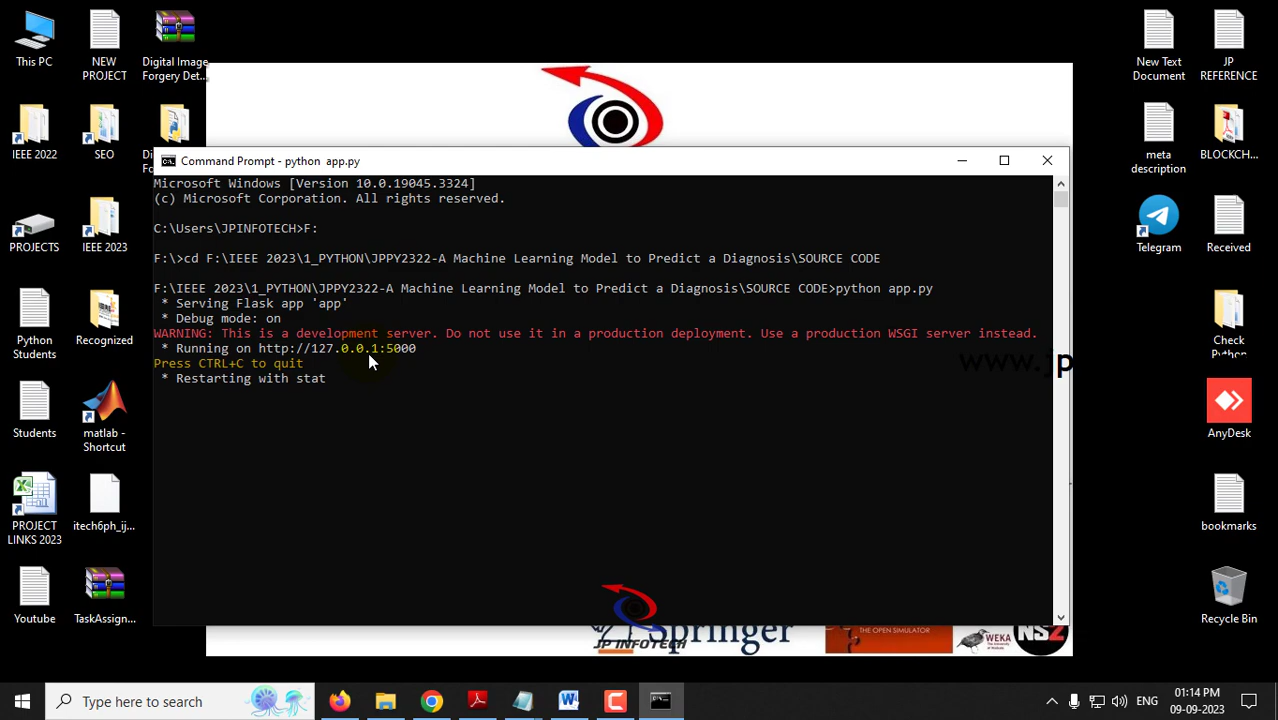 This PC
NEW
PROJECT
Digital Image
Forgery Det...
New Text
Document
JP
REFERENCE
IEEE 2022
SEO
meta
description
BLOCKCH...
Command Prompt - python  app.py
Microsoft Windows [Version 10.0.19045.3324]
(c) Microsoft Corporation. All rights reserved.
C:\Users\JPINFOTECH>F:
F:\>cd F:\IEEE 2023\1_PYTHON\JPPY2322-A Machine Learning Model to Predict a Diagnosis\SOURCE CODE
F:\IEEE 2023\1_PYTHON\JPPY2322-A Machine Learning Model to Predict a Diagnosis\SOURCE CODE>python app.py
* Serving Flask app 'app'
* Debug mode: on
WARNING: This is a development server. Do not use it in a production deployment. Use a production WSGI server instead.
* Running on http://127.0.0.1:5000
Press CTRL+C to quit
* Restarting with stat
www.jp
PROJECTS
IEEE 2023
Telegram
Received
Python
Students
Recognized
Check
Python
Students
matlab -
Shortcut
AnyDesk
PROJECT
LINKS 2023
itech6ph_ij...
bookmarks
Youtube
TaskAssign...
Recycle Bin
JP INFOTECH
Springer
THE OPEN SIMULATOR
WEKA
NS2
Type here to search
ENG
01:14 PM
09-09-2023